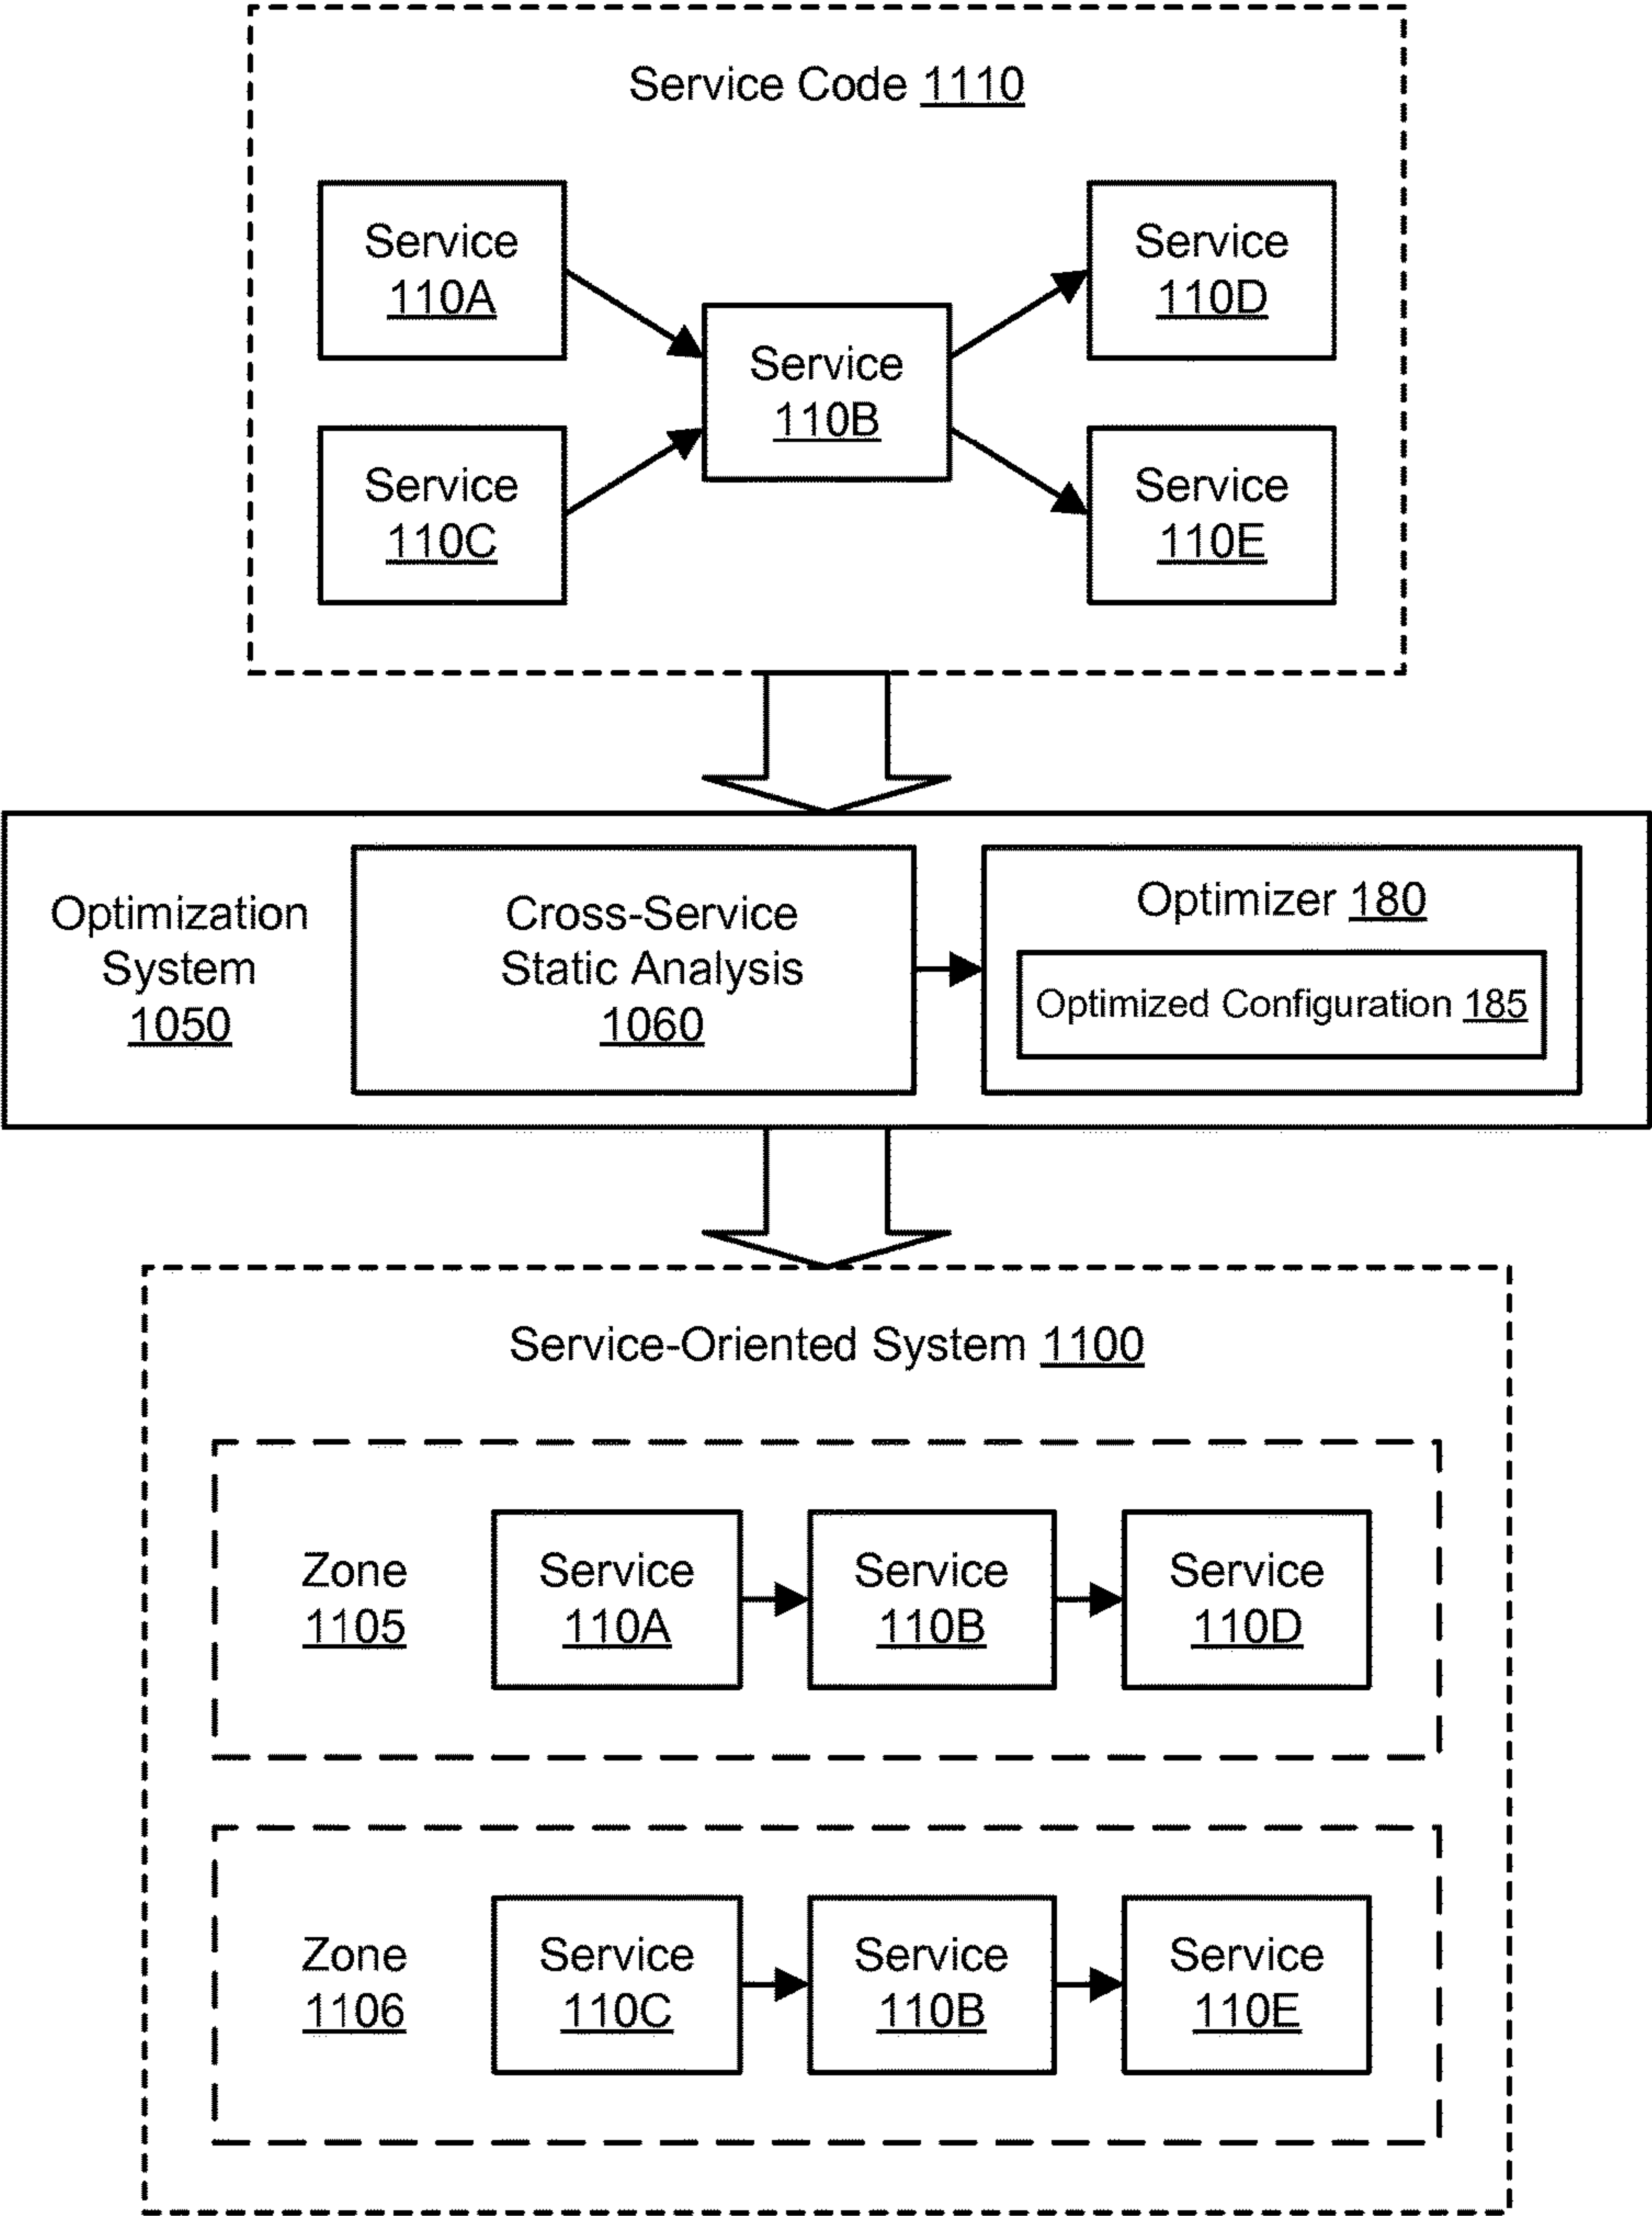 Service Code 1110
Service
110A
Service
110D
Service
110B
Service
110C
Service
110E
Optimization
System
1050
Cross-Service
Static Analysis
1060
Optimizer 180
Optimized Configuration 185
Service-Oriented System 1100
Zone
1105
Service
110A
Service
110B
Service
110D
Zone
1106
Service
110C
Service
110B
Service
110E